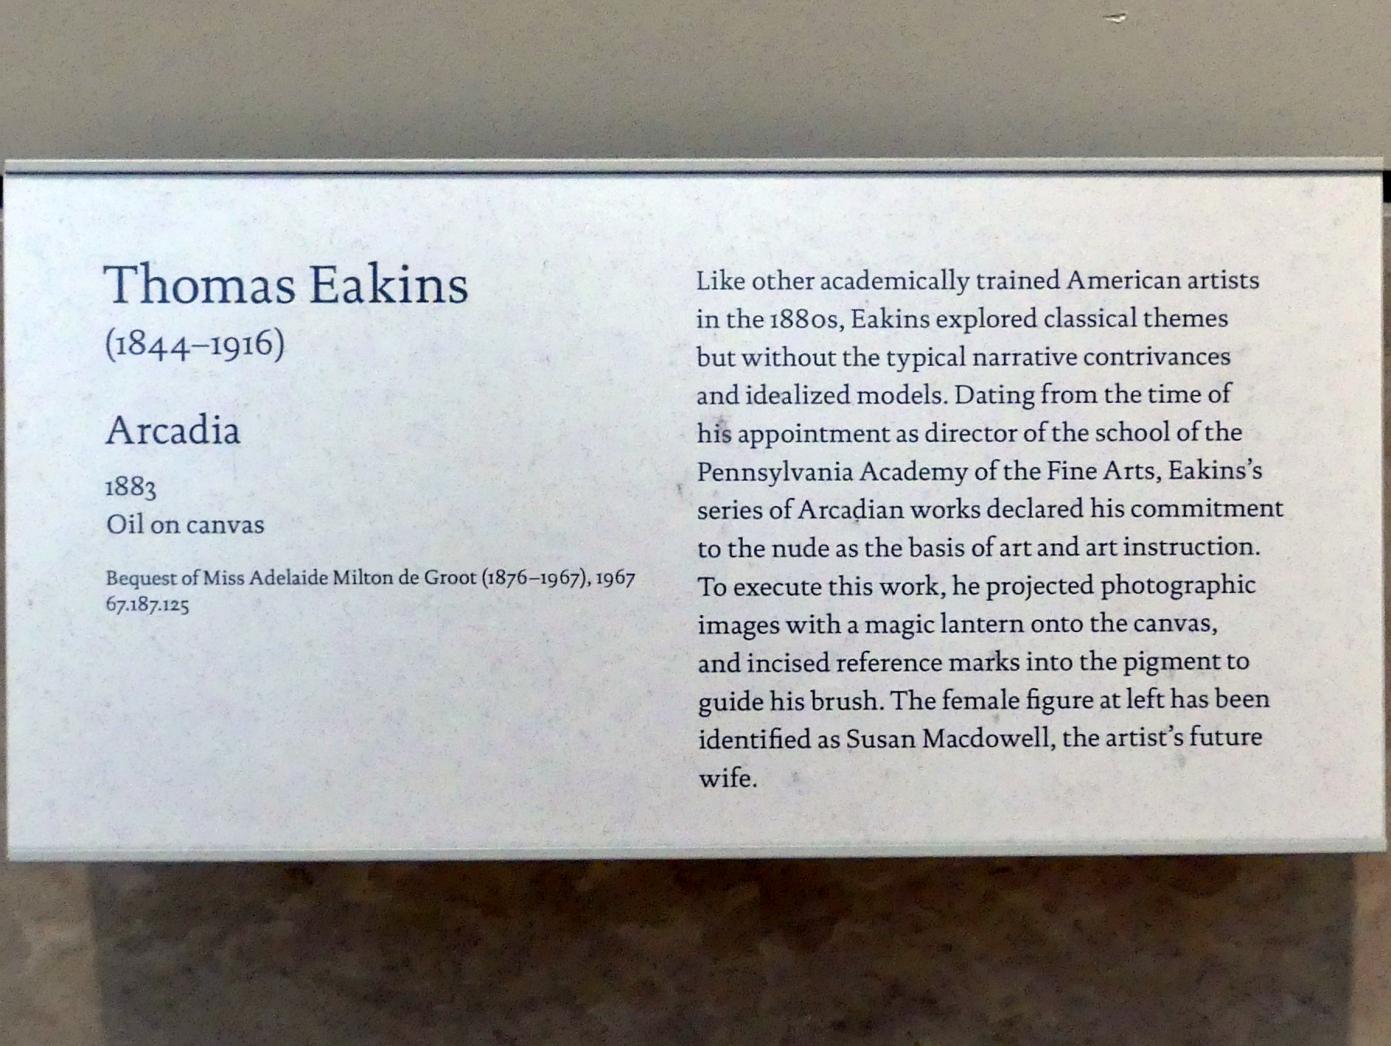 Thomas Eakins
(1844–1916)
Arcadia
1883
Oil on canvas
Bequest of Miss Adelaide Milton de Groot (1876–1967), 1967
67.187.125
Like other academically trained American artists
in the 1880s, Eakins explored classical themes
but without the typical narrative contrivances
and idealized models. Dating from the time of
his appointment as director of the school of the
Pennsylvania Academy of the Fine Arts, Eakins’s
series of Arcadian works declared his commitment
to the nude as the basis of art and art instruction.
To execute this work, he projected photographic
images with a magic lantern onto the canvas,
and incised reference marks into the pigment to
guide his brush. The female figure at left has been
identified as Susan Macdowell, the artist’s future
wife.